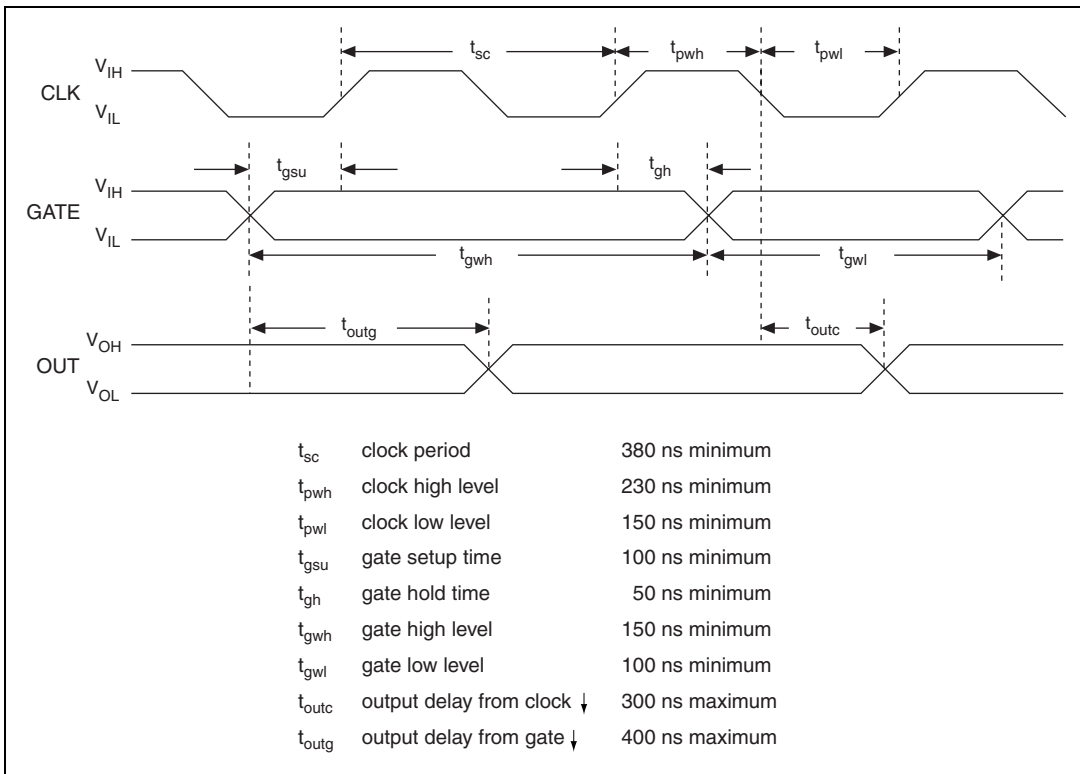 t_sc t_pwh t_pwl
V_IH
CLK
V_IL
t_gsu t_gh
V_IH
GATE
V_IL
t_gwh t_gwl
t_outg t_outc
V_OH
OUT
V_OL
t_sc clock period 380 ns minimum
t_pwh clock high level 230 ns minimum
t_pwl clock low level 150 ns minimum
t_gsu gate setup time 100 ns minimum
t_gh gate hold time 50 ns minimum
t_gwh gate high level 150 ns minimum
t_gwl gate low level 100 ns minimum
t_outc output delay from clock ↓ 300 ns maximum
t_outg output delay from gate ↓ 400 ns maximum